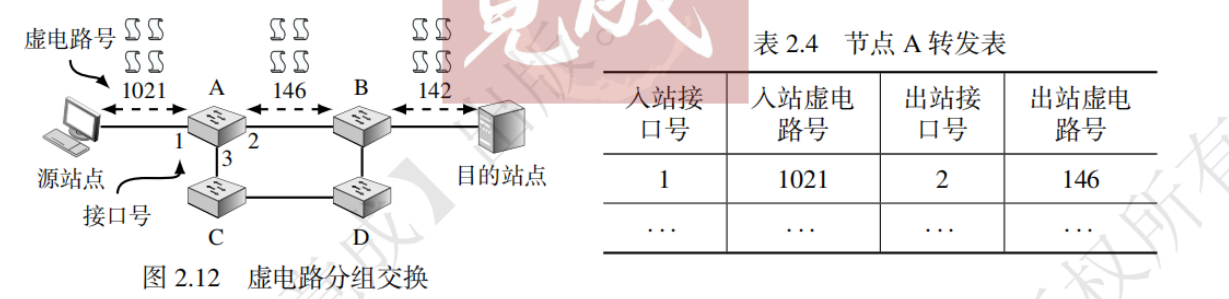 虚电路号
1021
A
146
B
142
1
2
3
源站点
目的站点
接口号
C
D
图 2.12 虚电路分组交换
表 2.4 节点 A 转发表
入站接口号 入站虚电路号 出站接口号 出站虚电路号
1 1021 2 146
··· ··· ··· ···